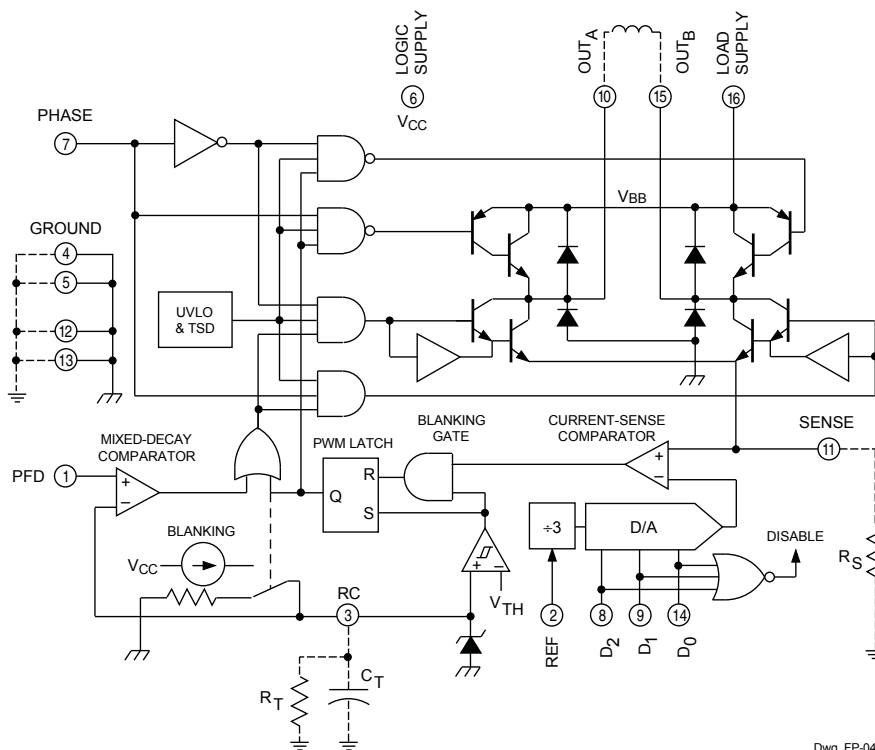 LOGIC
SUPPLY
6
VCC
OUTA
10
OUTB
15
LOAD
SUPPLY
16
PHASE
7
VBB
GROUND
4
5
12
13
UVLO
& TSD
MIXED-DECAY
COMPARATOR
PFD 1
+
–
PWM LATCH
R
Q
S
BLANKING
GATE
CURRENT-SENSE
COMPARATOR
+
–
SENSE
11
BLANKING
VCC
RC
3
+ –
VTH
÷3
D/A
DISABLE
RS
2
REF
8
D2
9
D1
14
D0
RT
CT
Dwg. FP-04